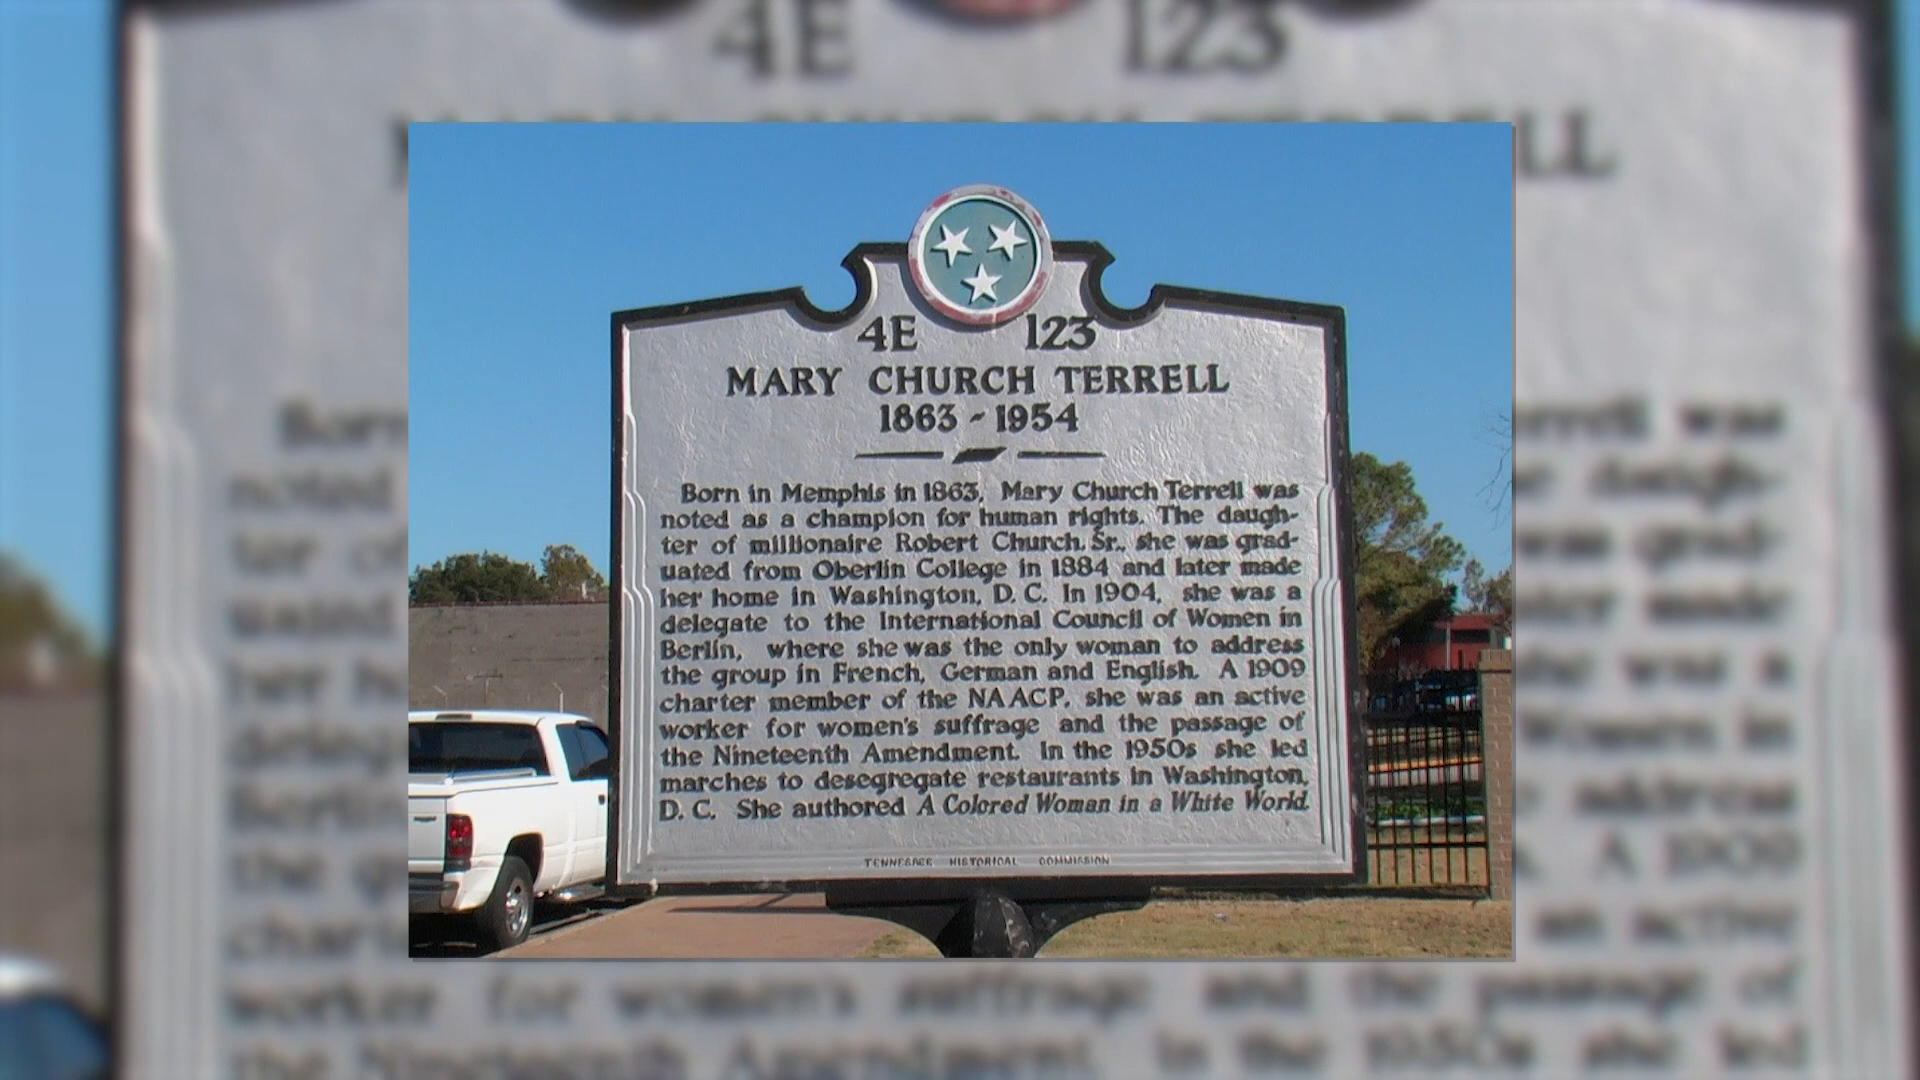 4E 123
MARY CHURCH TERRELL
1863 - 1954
Born in Memphis in 1863, Mary Church Terrell was
noted as a champion for human rights. The daugh-
ter of millionaire Robert Church, Sr., she was grad-
uated from Oberlin College in 1884 and later made
her home in Washington, D. C. In 1904, she was a
delegate to the International Council of Women in
Berlin, where she was the only woman to address
the group in French, German and English. A 1909
charter member of the NAACP, she was an active
worker for women's suffrage and the passage of
the Nineteenth Amendment. In the 1950s she led
marches to desegregate restaurants in Washington,
D. C. She authored A Colored Woman in a White World.
TENNESSEE HISTORICAL COMMISSION